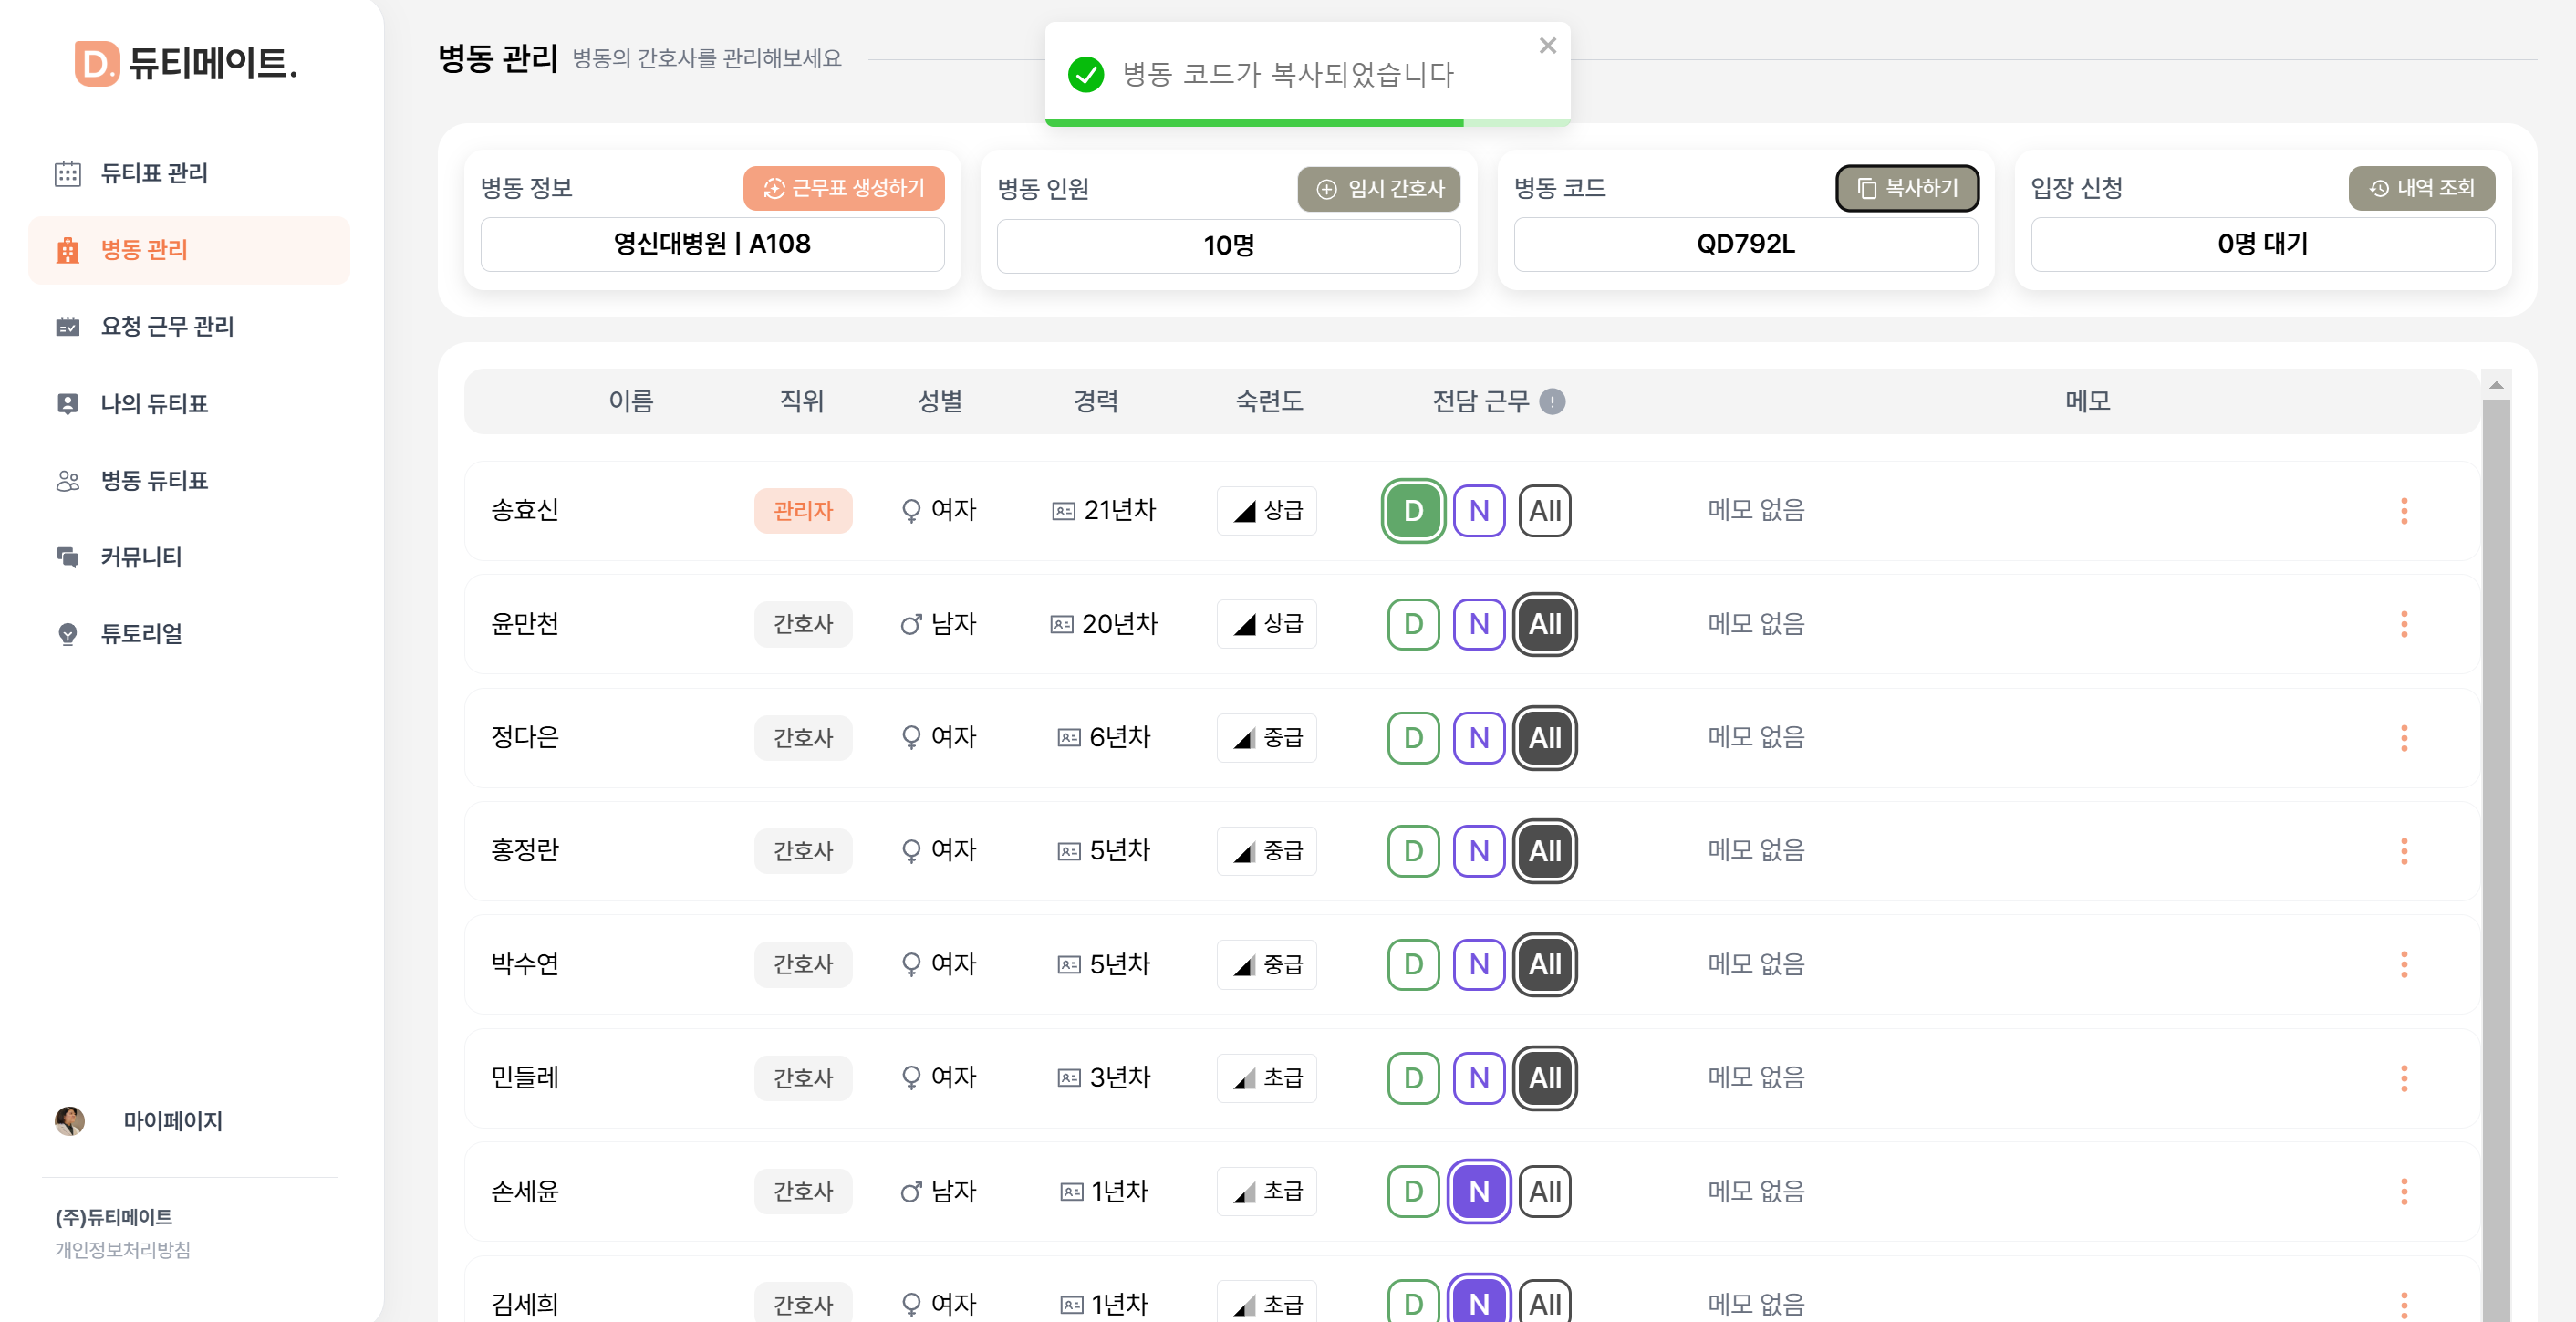 D. 듀티메이트.
듀티표 관리
병동 관리
요청 근무 관리
나의 듀티표
병동 듀티표
커뮤니티
튜토리얼
마이페이지
(주)듀티메이트
개인정보처리방침
병동 관리 병동의 간호사를 관리해보세요
병동 코드가 복사되었습니다
병동 정보 근무표 생성하기
영신대병원 | A108
병동 인원 임시 간호사
10명
병동 코드 복사하기
QD792L
입장 신청 내역 조회
0명 대기
이름 직위 성별 경력 숙련도 전담 근무 메모
송효신 관리자 여자 21년차 상급 D N All 메모 없음
윤만천 간호사 남자 20년차 상급 D N All 메모 없음
정다은 간호사 여자 6년차 중급 D N All 메모 없음
홍정란 간호사 여자 5년차 중급 D N All 메모 없음
박수연 간호사 여자 5년차 중급 D N All 메모 없음
민들레 간호사 여자 3년차 초급 D N All 메모 없음
손세윤 간호사 남자 1년차 초급 D N All 메모 없음
김세희 간호사 여자 1년차 초급 D N All 메모 없음